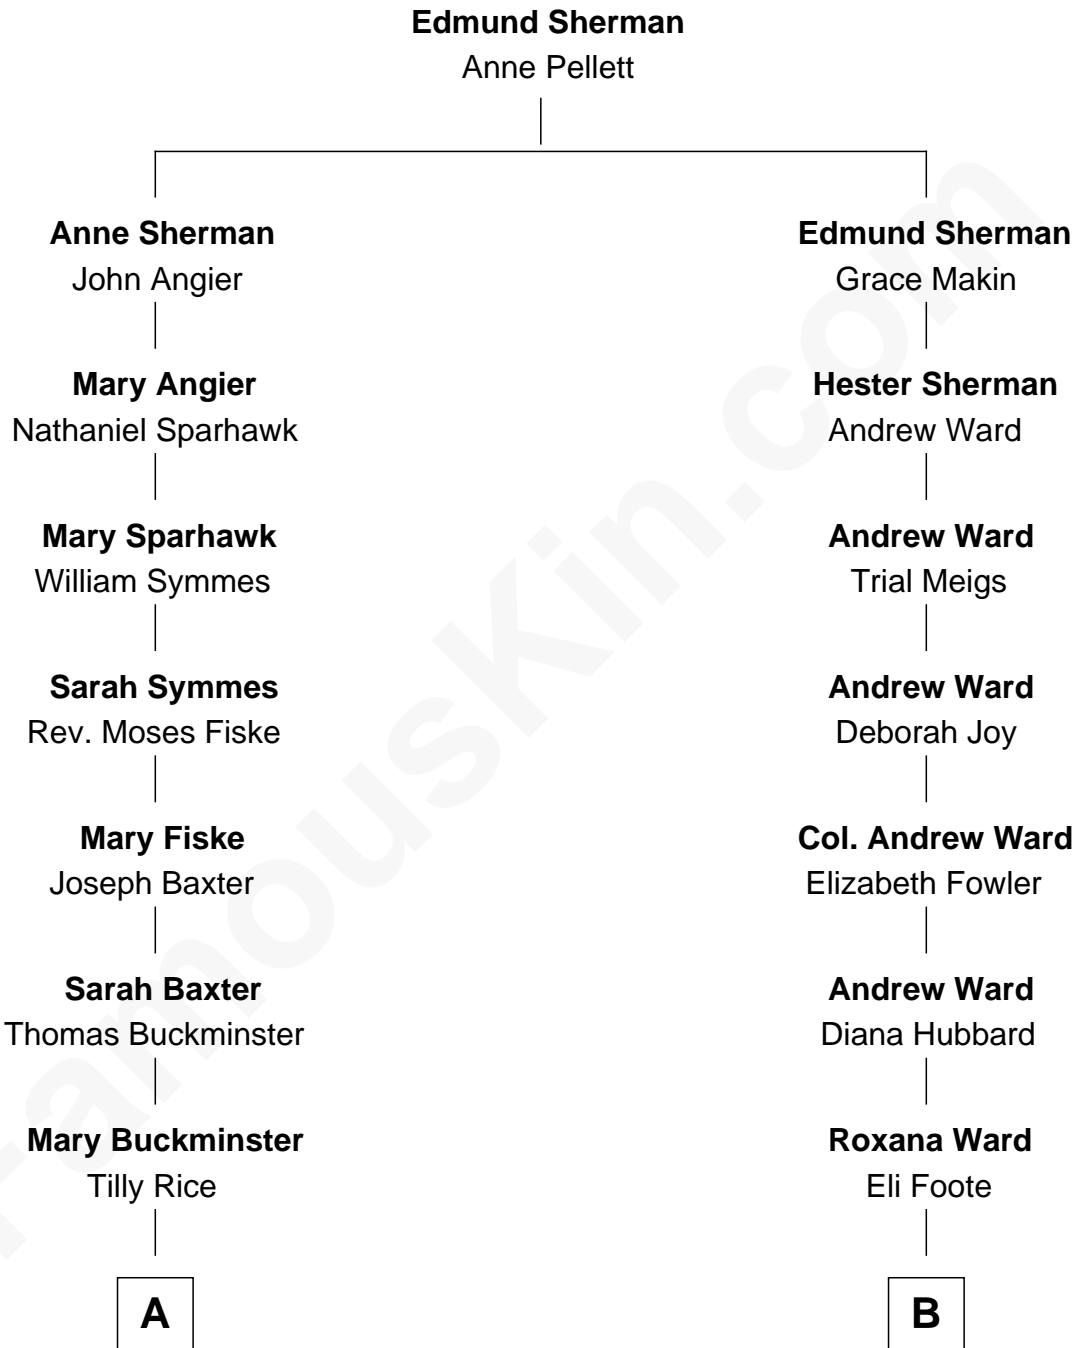 Edmund Sherman
Anne Pellett
Anne Sherman
John Angier
Mary Angier
Nathaniel Sparhawk
Mary Sparhawk
William Symmes
Sarah Symmes
Rev. Moses Fiske
Mary Fiske
Joseph Baxter
Sarah Baxter
Thomas Buckminster
Mary Buckminster
Tilly Rice
A
Edmund Sherman
Grace Makin
Hester Sherman
Andrew Ward
Andrew Ward
Trial Meigs
Andrew Ward
Deborah Joy
Col. Andrew Ward
Elizabeth Fowler
Andrew Ward
Diana Hubbard
Roxana Ward
Eli Foote
B
FamousKin.com